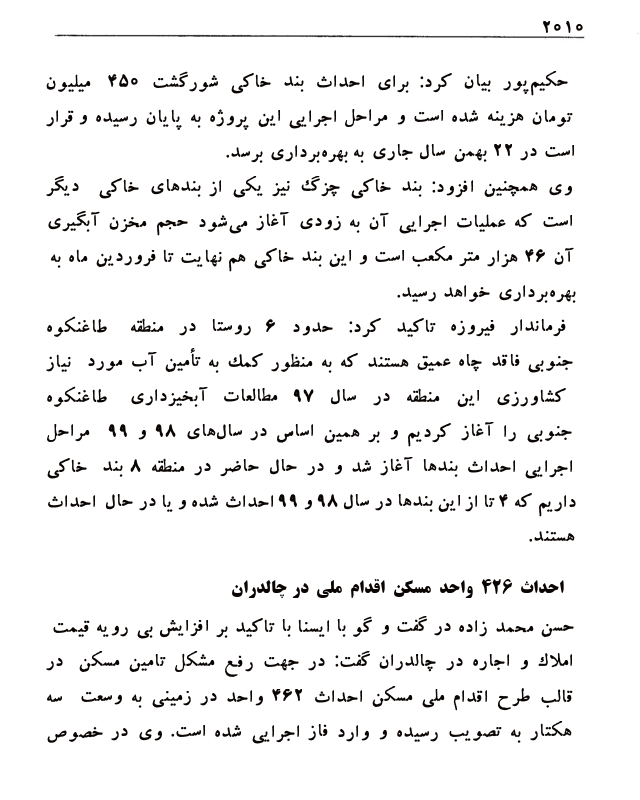 ۲۰۱۰
حکیم‌پور بیان کرد: برای احداث بند خاکی شورگشت ۴۵۰ میلیون
تومان هزینه شده است و مراحل اجرایی این پروژه به پایان رسیده و قرار
است در ۲۲ بهمن سال جاری به بهره‌برداری برسد.
وی همچنین افزود: بند خاکی چزگ نیز یکی از بندهای خاکی دیگر
است که عملیات اجرایی آن به زودی آغاز می‌شود حجم مخزن آبگیری
آن ۴۶ هزار متر مکعب است و این بند خاکی هم نهایت تا فروردین ماه به
بهره‌برداری خواهد رسید.
فرماندار فیروزه تاکید کرد: حدود ۶ روستا در منطقه طاغنکوه
جنوبی فاقد چاه عمیق هستند که به منظور کمک به تأمین آب مورد نیاز
کشاورزی این منطقه در سال ۹۷ مطالعات آبخیزداری طاغنکوه
جنوبی را آغاز کردیم و بر همین اساس در سال‌های ۹۸ و ۹۹ مراحل
اجرایی احداث بندها آغاز شد و در حال حاضر در منطقه ۸ بند خاکی
داریم که ۴ تا از این بندها در سال ۹۸ و ۹۹ احداث شده و یا در حال احداث
هستند.
احداث ۴۲۶ واحد مسکن اقدام ملی در چالدران
حسن محمد زاده در گفت و گو با ایسنا با تاکید بر افزایش بی رویه قیمت
املاک و اجاره در چالدران گفت: در جهت رفع مشکل تامین مسکن در
قالب طرح اقدام ملی مسکن احداث ۴۶۲ واحد در زمینی به وسعت سه
هکتار به تصویب رسیده و وارد فاز اجرایی شده است. وی در خصوص